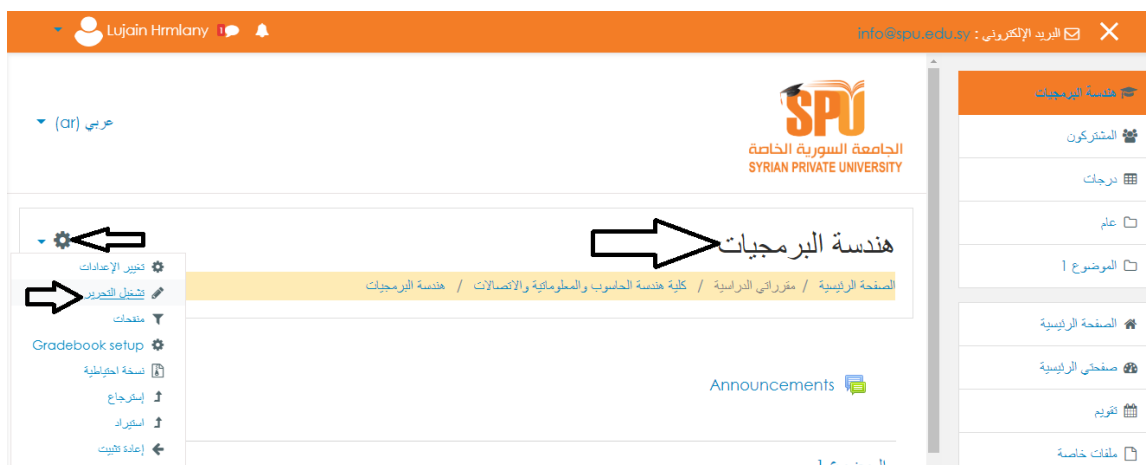 البريد الإلكتروني : info@spu.edu.sy
Lujain Hrmlany 1
هندسة البرمجيات
المشتركون
درجات
عام
الموضوع 1
الصفحة الرئيسية
صفحتي الرئيسية
تقويم
ملفات خاصة
SPU
الجامعة السورية الخاصة
SYRIAN PRIVATE UNIVERSITY
عربي (ar)
هندسة البرمجيات
الصفحة الرئيسية / مقرراتي الدراسية / كلية هندسة الحاسوب والمعلوماتية والاتصالات / هندسة البرمجيات
تغيير الإعدادات
تشغيل التحرير
منقحات
Gradebook setup
نسخة احتياطية
إسترجاع
استيراد
إعادة تثبيت
Announcements